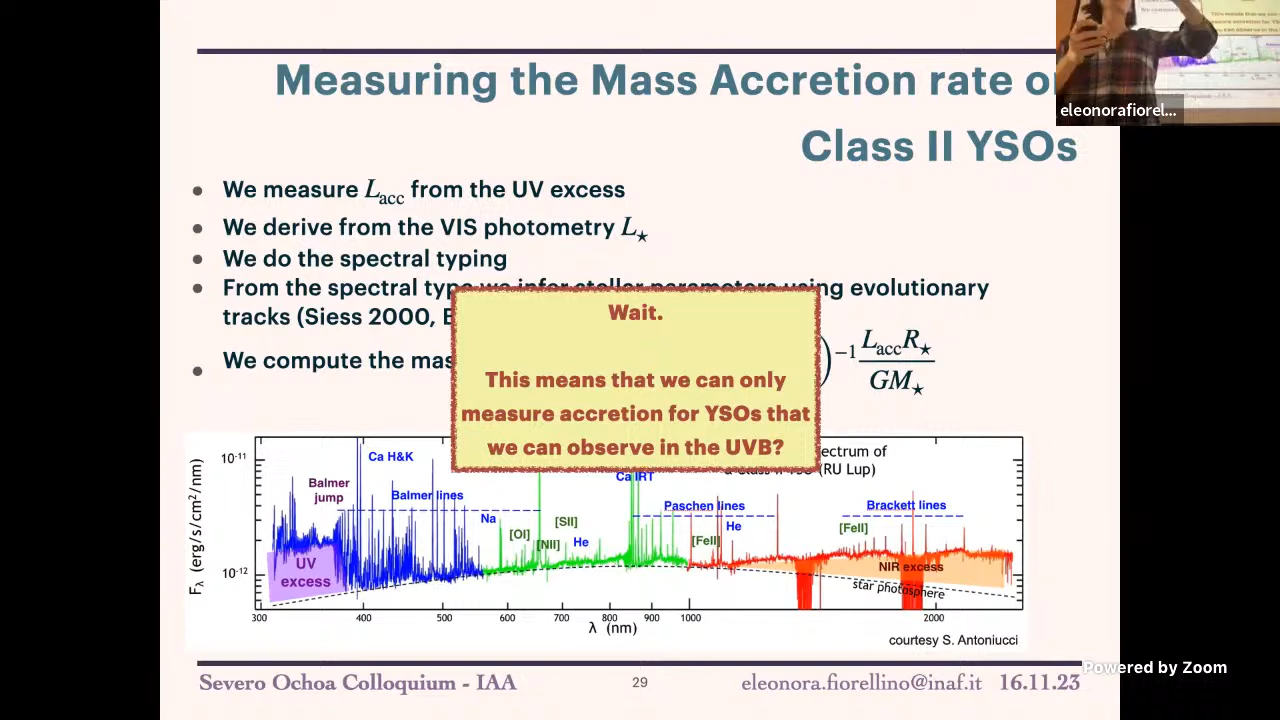 Measuring the Mass Accretion rate
Class II YSOs
We measure L_acc from the UV excess
We derive from the VIS photometry L_★
We do the spectral typing
From the spectral type we infer stellar parameters using evolutionary
tracks (Siess 2000,
We compute the
)^-1 L_acc R_★ / GM_★
Wait.
This means that we can only
measure accretion for YSOs that
we can observe in the UVB?
(RU Lup)
F_λ (erg/s/cm²/nm)
10^-11
10^-12
Ca H&K
Balmer
jump
Balmer lines
Na
[OI]
[NII]
[SII]
He
Ca IRT
Paschen lines
He
[FeII]
Brackett lines
[FeII]
UV
excess
NIR excess
star photosphere
300 400 500 600 700 800 900 1000 2000
λ (nm)
courtesy S. Antoniucci
Severo Ochoa Colloquium - IAA
29
eleonora.fiorellino@inaf.it 16.11.23
eleonorafiorel...
Powered by Zoom